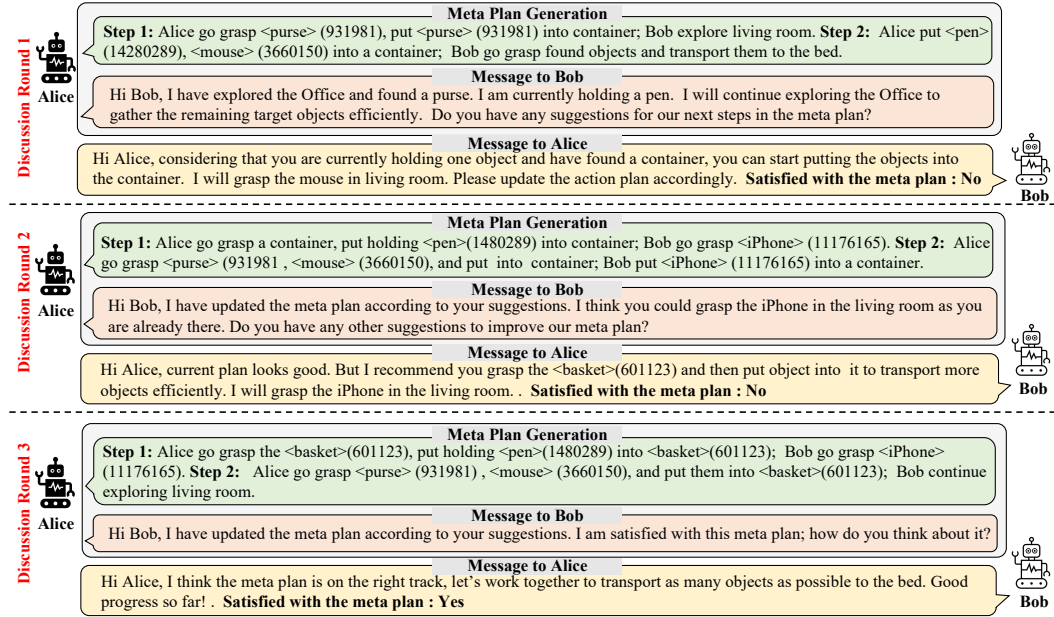 Discussion Round 1
Alice
Meta Plan Generation
Step 1: Alice go grasp <purse> (931981), put <purse> (931981) into container; Bob explore living room. Step 2: Alice put <pen>
(14280289), <mouse> (3660150) into a container; Bob go grasp found objects and transport them to the bed.
Message to Bob
Hi Bob, I have explored the Office and found a purse. I am currently holding a pen. I will continue exploring the Office to
gather the remaining target objects efficiently. Do you have any suggestions for our next steps in the meta plan?
Message to Alice
Hi Alice, considering that you are currently holding one object and have found a container, you can start putting the objects into
the container. I will grasp the mouse in living room. Please update the action plan accordingly. Satisfied with the meta plan : No
Bob
Discussion Round 2
Alice
Meta Plan Generation
Step 1: Alice go grasp a container, put holding <pen>(1480289) into container; Bob go grasp <iPhone> (11176165). Step 2: Alice
go grasp <purse> (931981 , <mouse> (3660150), and put into container; Bob put <iPhone> (11176165) into a container.
Message to Bob
Hi Bob, I have updated the meta plan according to your suggestions. I think you could grasp the iPhone in the living room as you
are already there. Do you have any other suggestions to improve our meta plan?
Message to Alice
Hi Alice, current plan looks good. But I recommend you grasp the <basket>(601123) and then put object into it to transport more
objects efficiently. I will grasp the iPhone in the living room. . Satisfied with the meta plan : No
Bob
Discussion Round 3
Alice
Meta Plan Generation
Step 1: Alice go grasp the <basket>(601123), put holding <pen>(1480289) into <basket>(601123); Bob go grasp <iPhone>
(11176165). Step 2: Alice go grasp <purse> (931981) , <mouse> (3660150), and put them into <basket>(601123); Bob continue
exploring living room.
Message to Bob
Hi Bob, I have updated the meta plan according to your suggestions. I am satisfied with this meta plan; how do you think about it?
Message to Alice
Hi Alice, I think the meta plan is on the right track, let's work together to transport as many objects as possible to the bed. Good
progress so far! . Satisfied with the meta plan : Yes
Bob